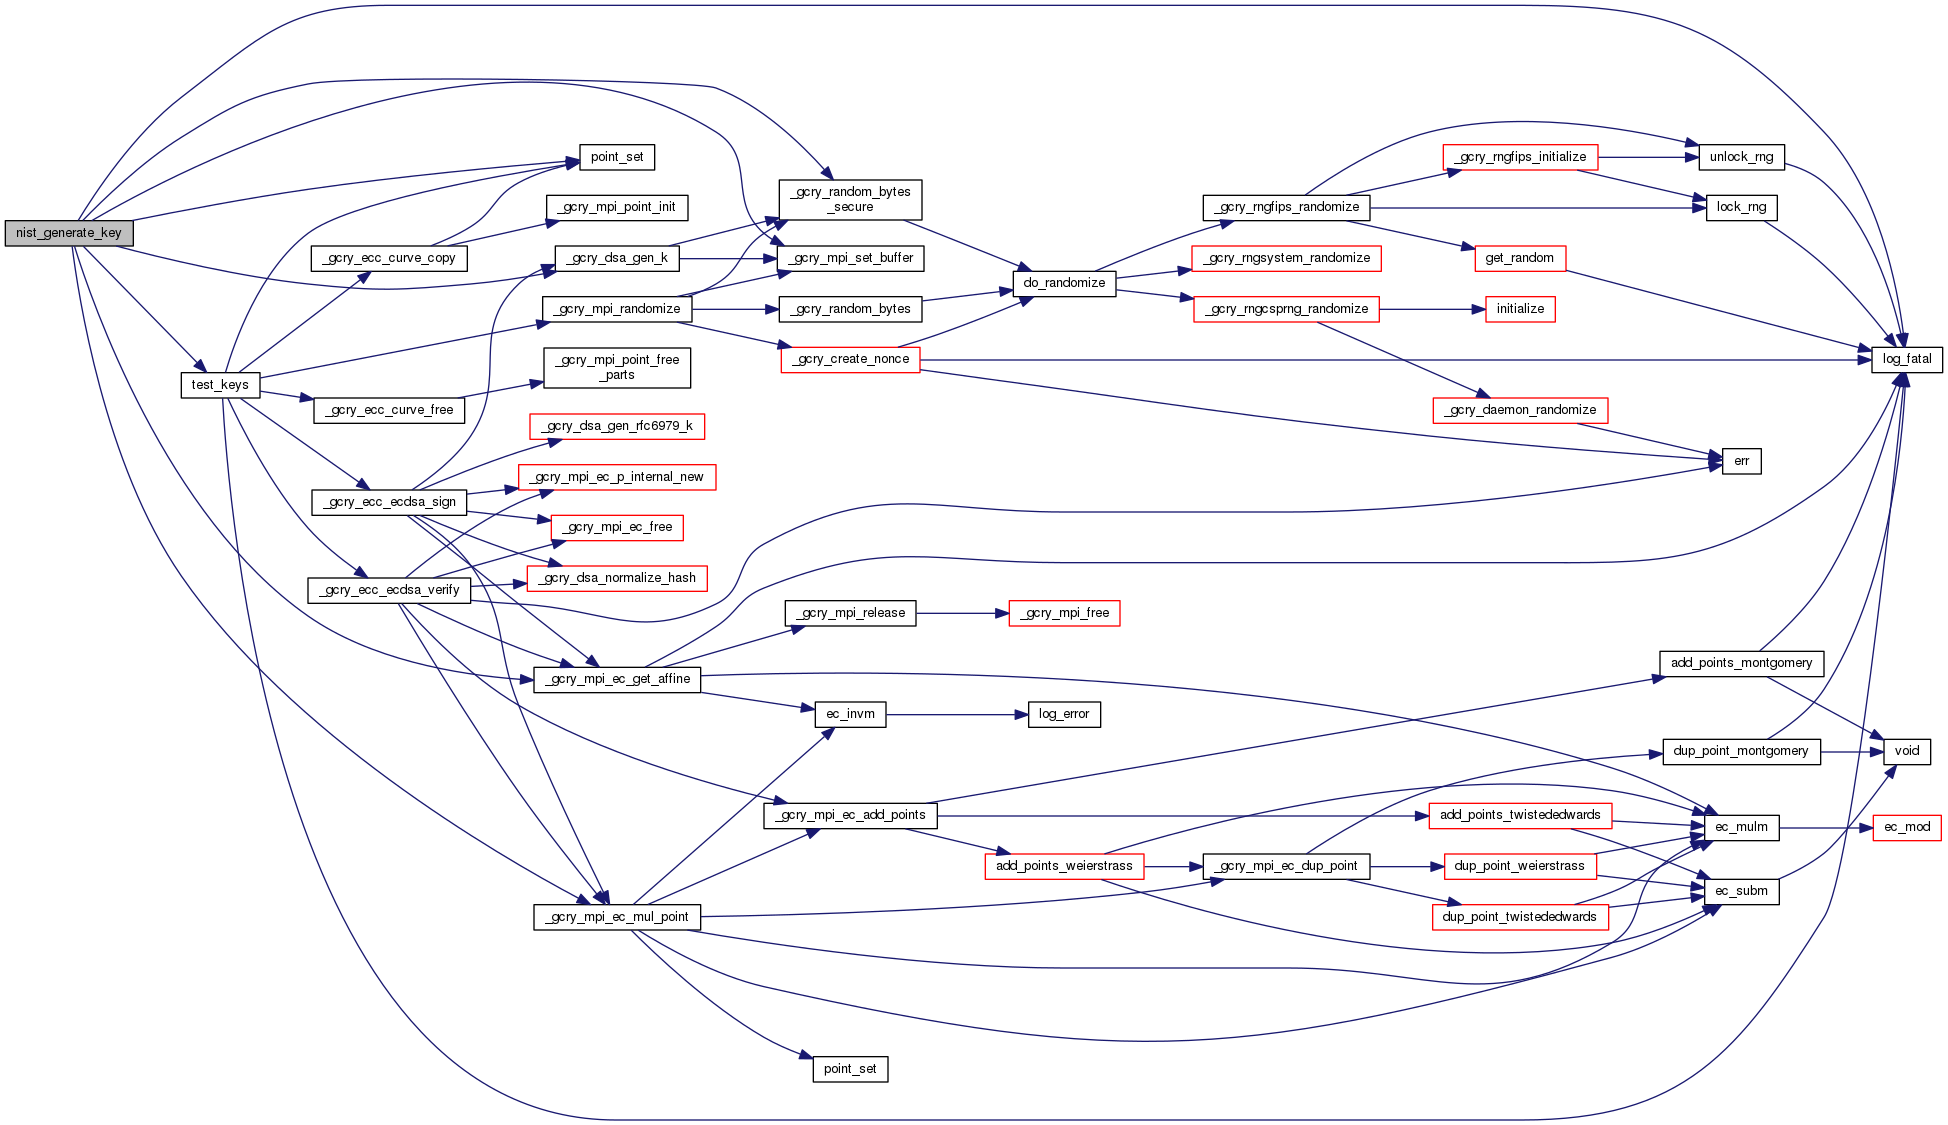 nist_generate_key
test_keys
_gcry_ecc_curve_copy
_gcry_ecc_curve_free
_gcry_ecc_ecdsa_sign
_gcry_ecc_ecdsa_verify
point_set
_gcry_mpi_point_init
_gcry_dsa_gen_k
_gcry_mpi_randomize
_gcry_mpi_point_free
_parts
_gcry_dsa_gen_rfc6979_k
_gcry_mpi_ec_p_internal_new
_gcry_mpi_ec_free
_gcry_dsa_normalize_hash
_gcry_mpi_ec_get_affine
_gcry_mpi_ec_mul_point
_gcry_random_bytes
_secure
_gcry_mpi_set_buffer
_gcry_random_bytes
_gcry_create_nonce
_gcry_mpi_release
ec_invm
_gcry_mpi_ec_add_points
point_set
do_randomize
_gcry_mpi_free
log_error
add_points_weierstrass
_gcry_rngfips_randomize
_gcry_rngsystem_randomize
_gcry_rngcsprng_randomize
_gcry_mpi_ec_dup_point
_gcry_rngfips_initialize
get_random
initialize
_gcry_daemon_randomize
add_points_twistededwards
dup_point_weierstrass
dup_point_twistededwards
unlock_rng
lock_rng
err
add_points_montgomery
dup_point_montgomery
ec_mulm
ec_subm
log_fatal
void
ec_mod